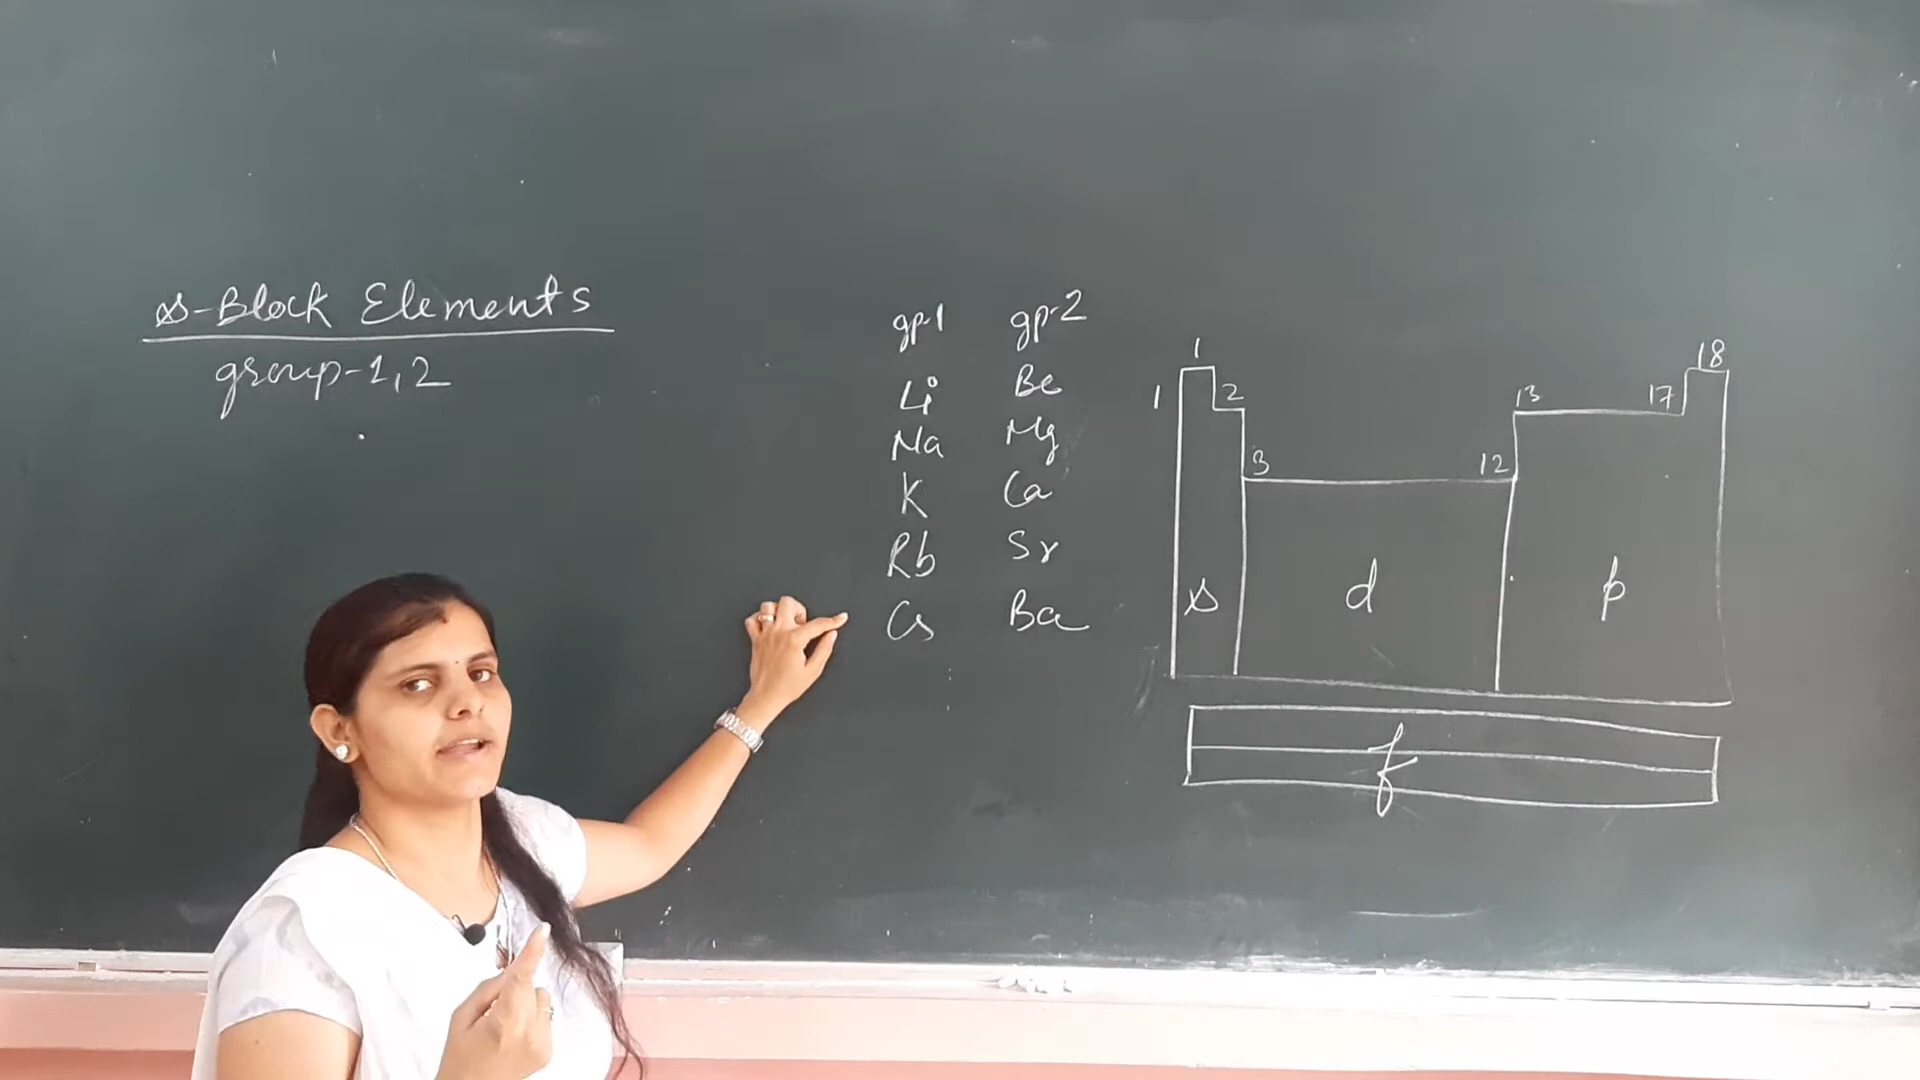 s-Block Elements
group-1,2
gp-1 gp-2
Li Be
Na Mg
K Ca
Rb Sr
Cs Ba
1 18
1 2 13 17
3 12
s d p
f